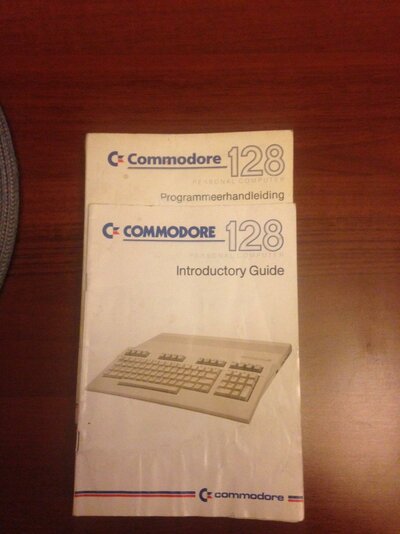 Commodore 128
PERSONAL COMPUTER
Programmeerhandleiding
COMMODORE 128
PERSONAL COMPUTER
Introductory Guide
commodore